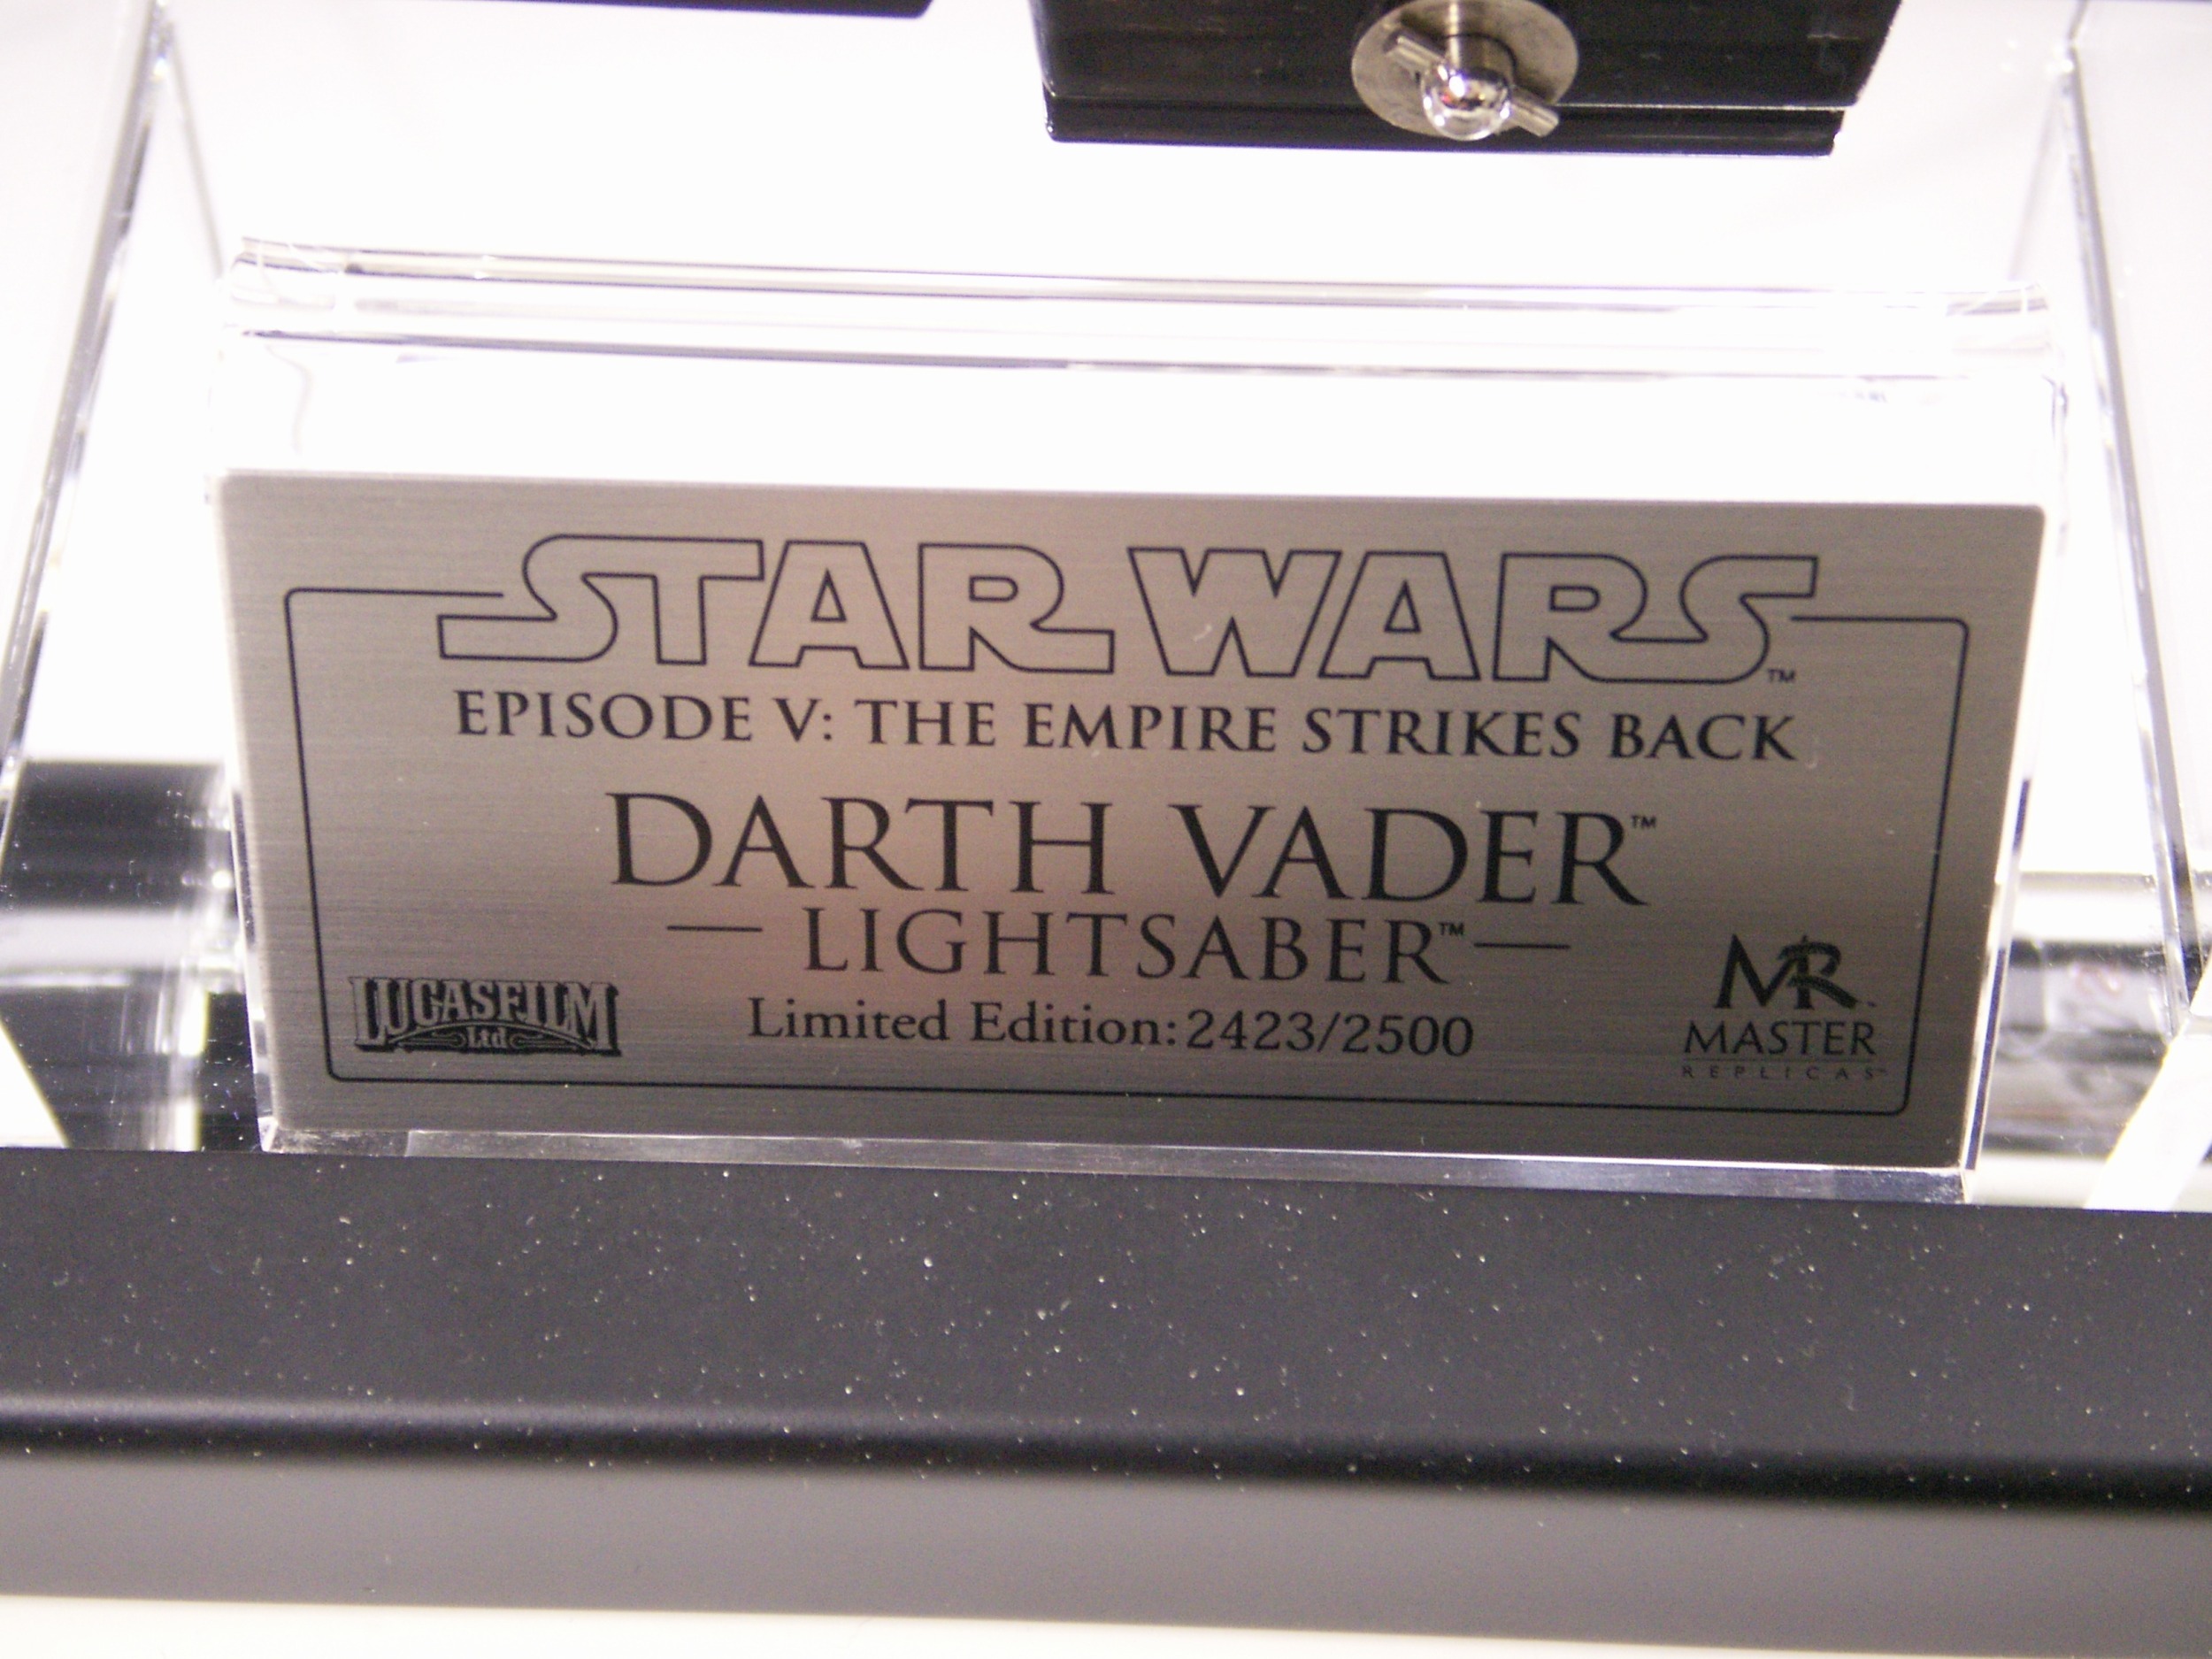 STAR WARS™
EPISODE V: THE EMPIRE STRIKES BACK
DARTH VADER™
— LIGHTSABER™ —
Limited Edition: 2423/2500
LUCASFILM
Ltd
MR
MASTER
REPLICAS™